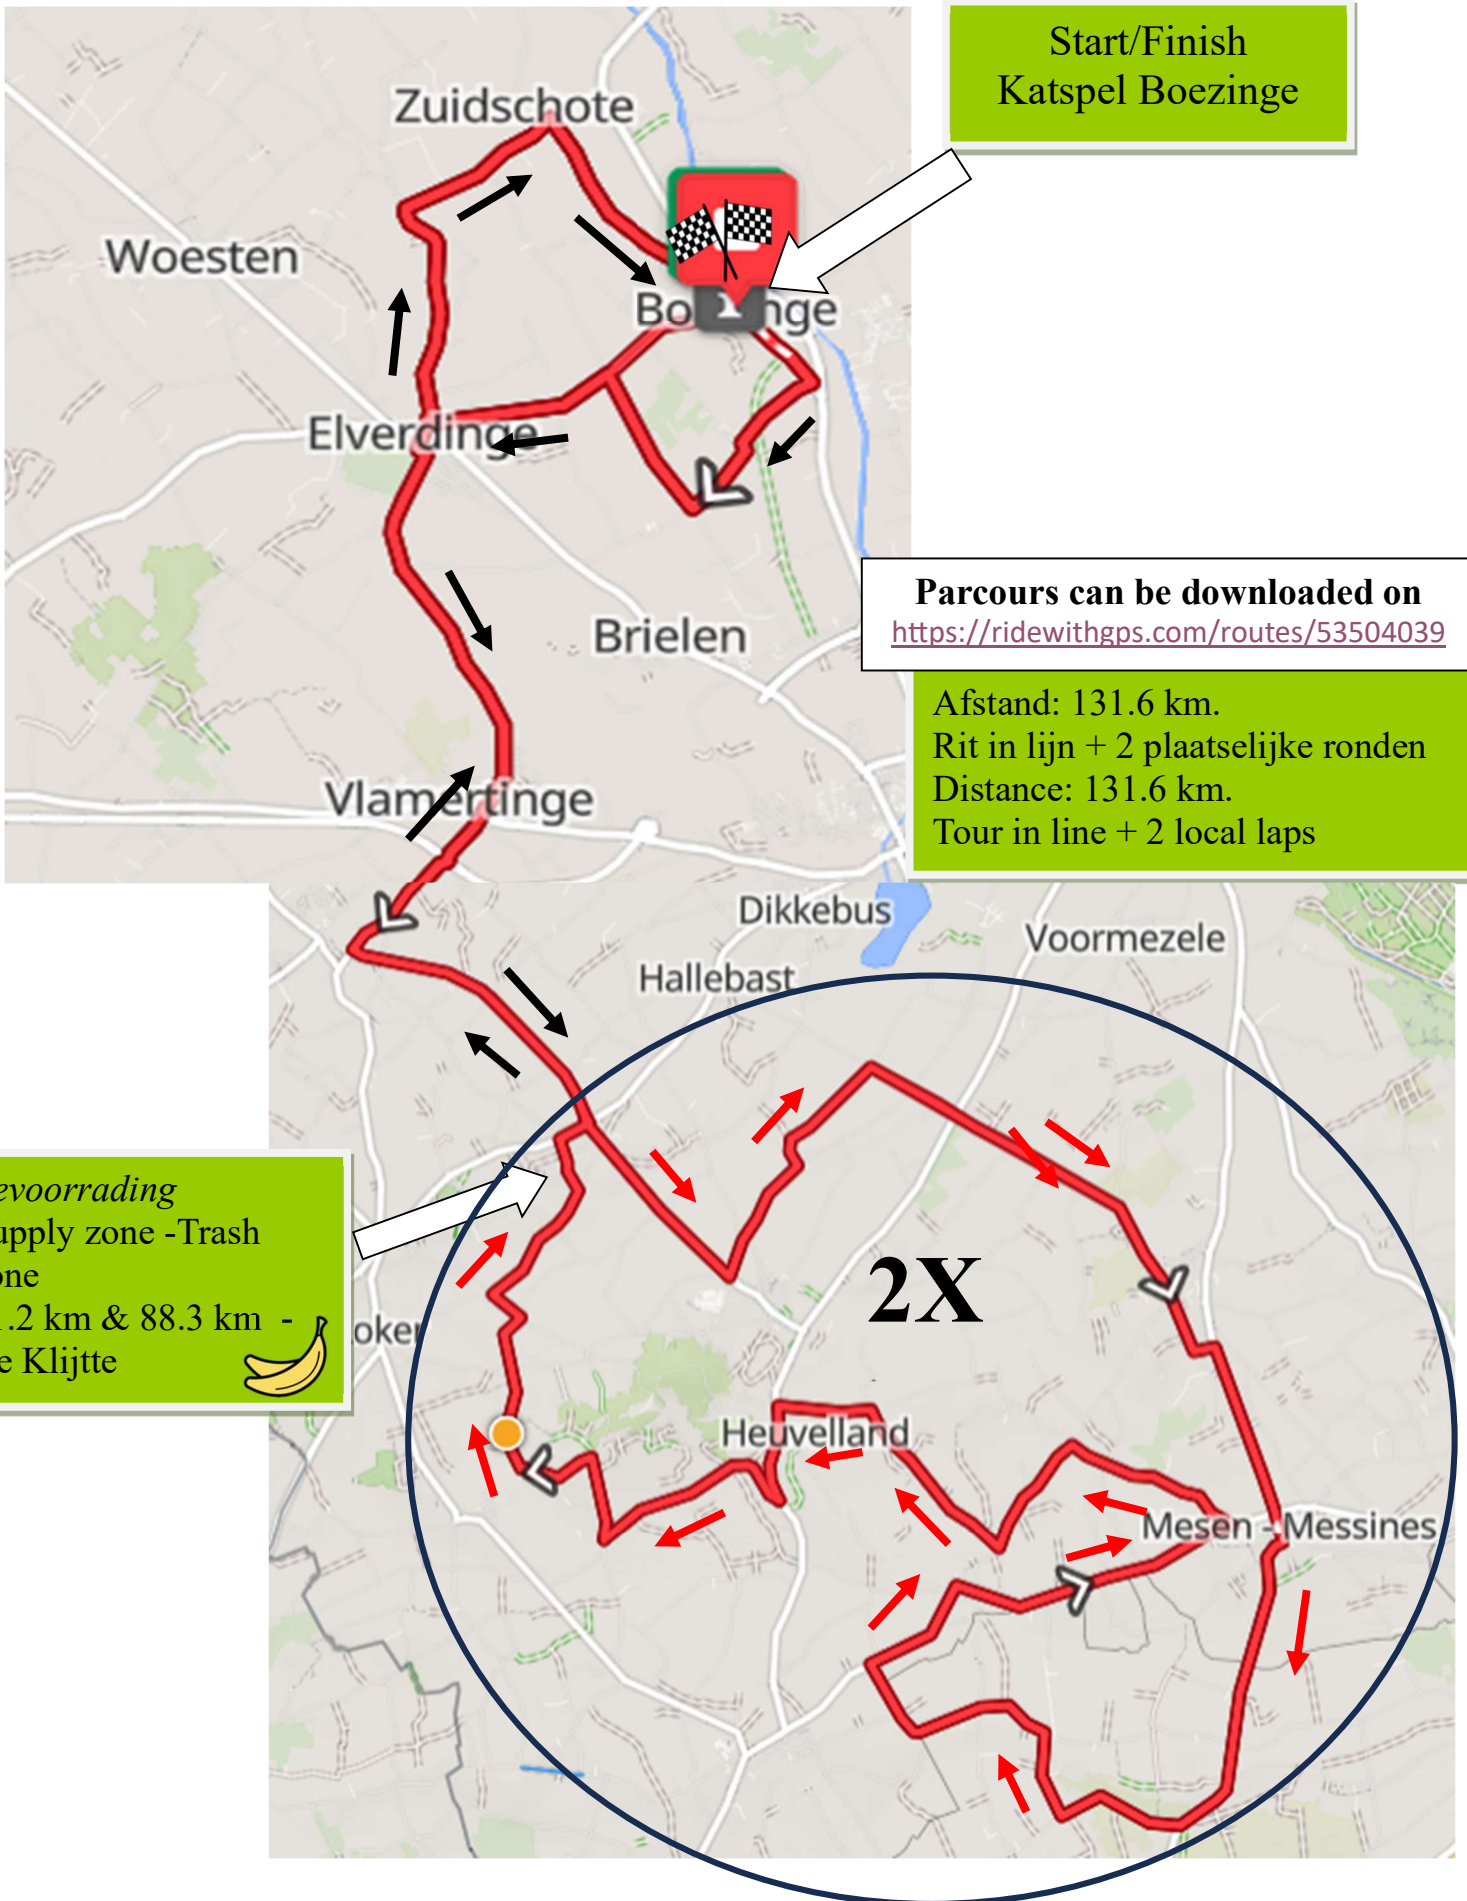 Start/Finish
Katspel Boezinge
Zuidschote
Woesten
Bo nge
Elverdinge
Parcours can be downloaded on
https://ridewithgps.com/routes/53504039
Brielen
Afstand: 131.6 km.
Rit in lijn + 2 plaatselijke ronden
Distance: 131.6 km.
Tour in line + 2 local laps
Vlamertinge
Dikkebus
Voormezele
Hallebast
evoorrading
upply zone -Trash
one
1.2 km & 88.3 km -
e Klijtte
oker
2X
Heuvelland
Mesen - Messines